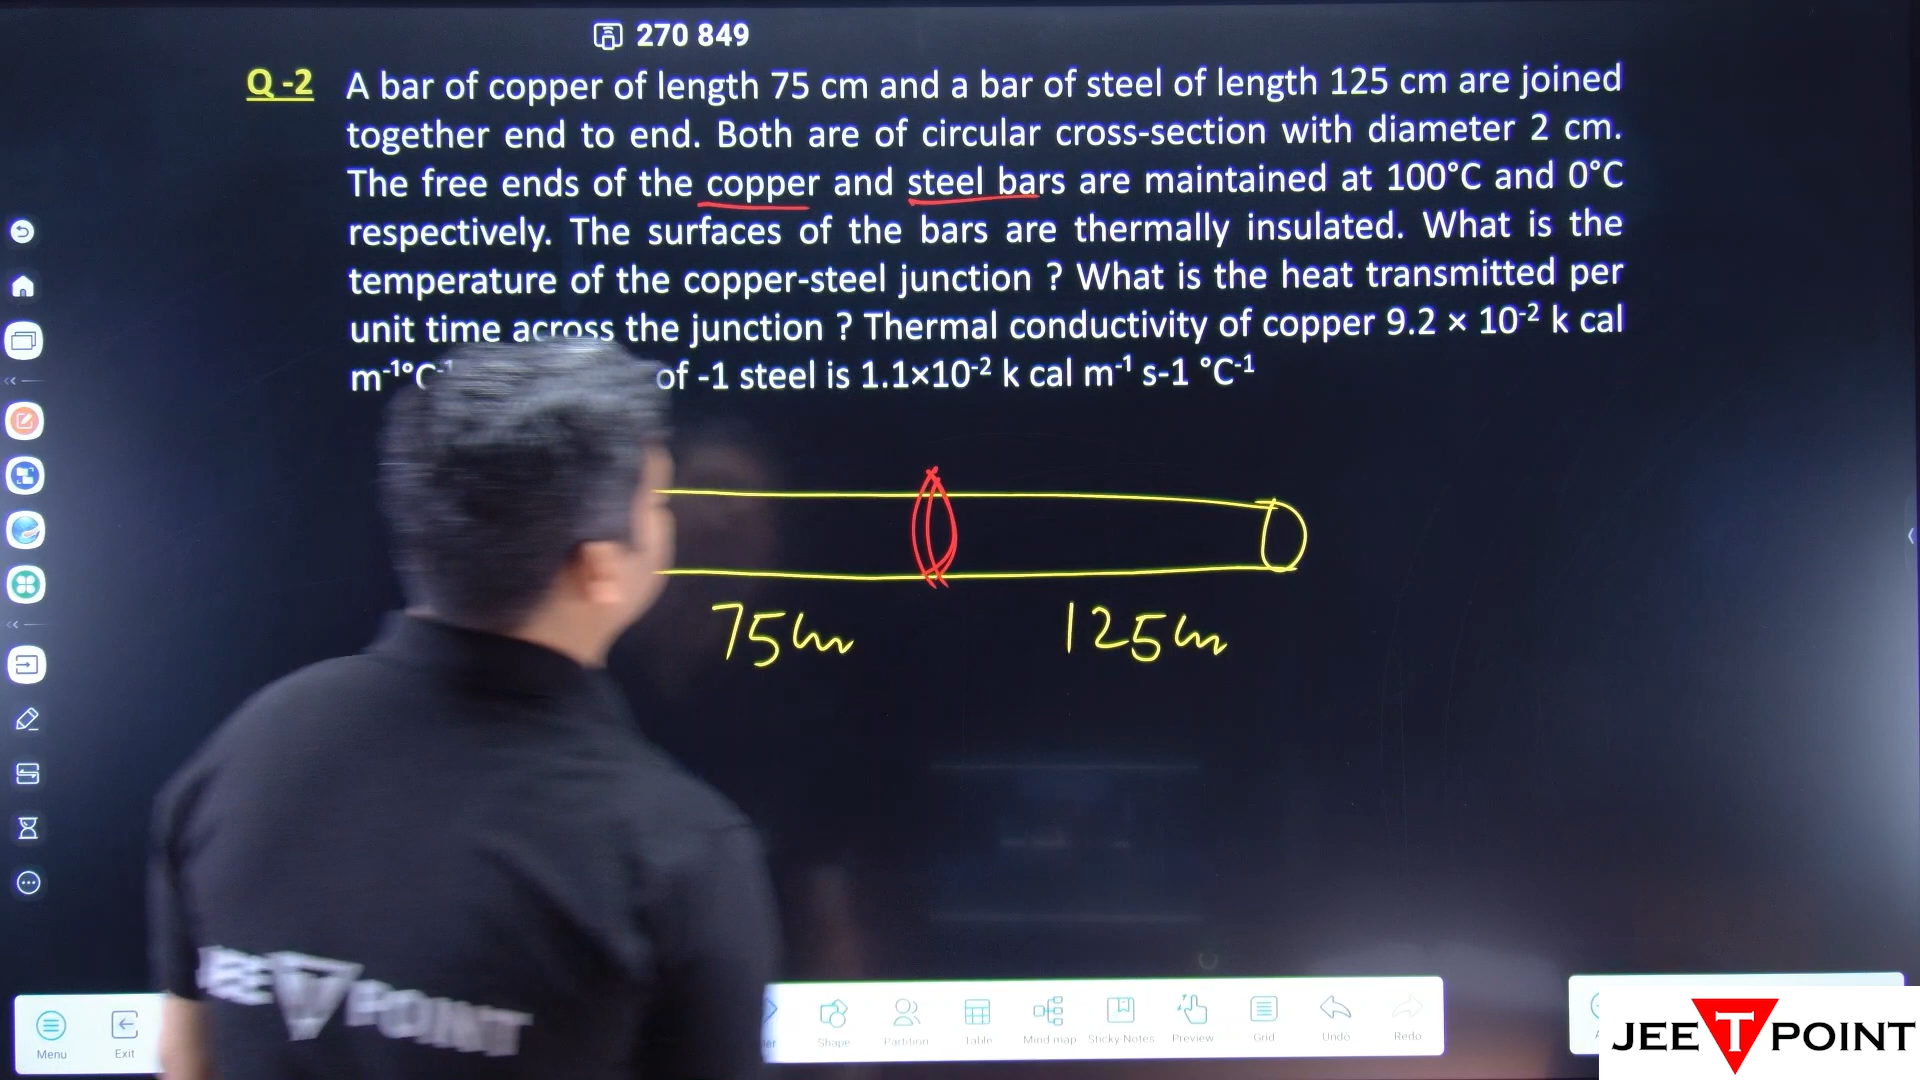 270 849
Q-2 A bar of copper of length 75 cm and a bar of steel of length 125 cm are joined
together end to end. Both are of circular cross-section with diameter 2 cm.
The free ends of the copper and steel bars are maintained at 100°C and 0°C
respectively. The surfaces of the bars are thermally insulated. What is the
temperature of the copper-steel junction ? What is the heat transmitted per
unit time across the junction ? Thermal conductivity of copper 9.2 × 10⁻² k cal
m⁻¹°C⁻¹ of -1 steel is 1.1×10⁻² k cal m⁻¹ s-1 °C⁻¹
75cm 125cm
JEE POINT
Menu Exit Shape Partition Table Mind map Sticky Notes Preview Grid Undo Redo
JEE T POINT